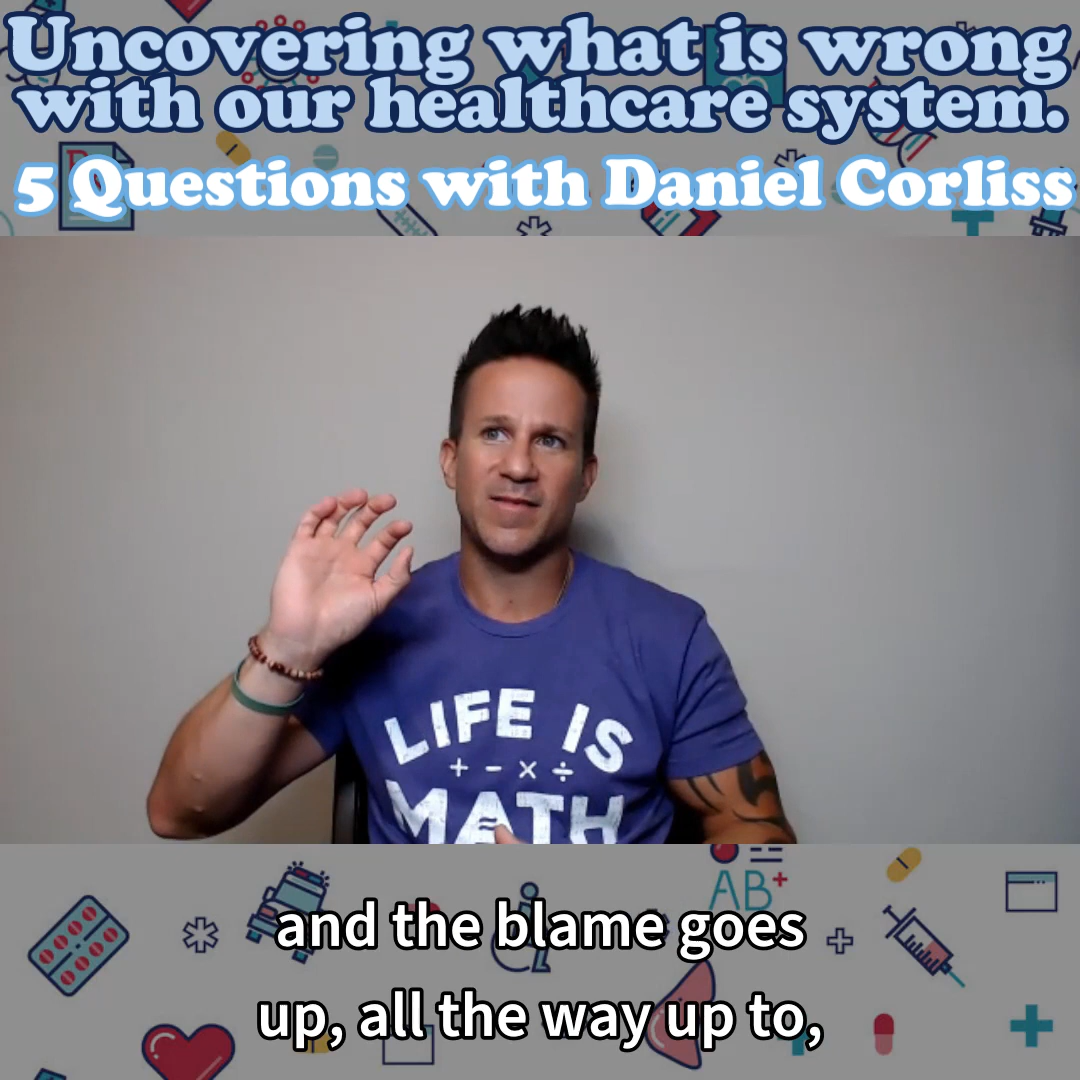 Uncovering what is wrong
with our healthcare system.
5 Questions with Daniel Corliss
LIFE IS
+ - × ÷
MATH
AB+
and the blame goes
up, all the way up to,